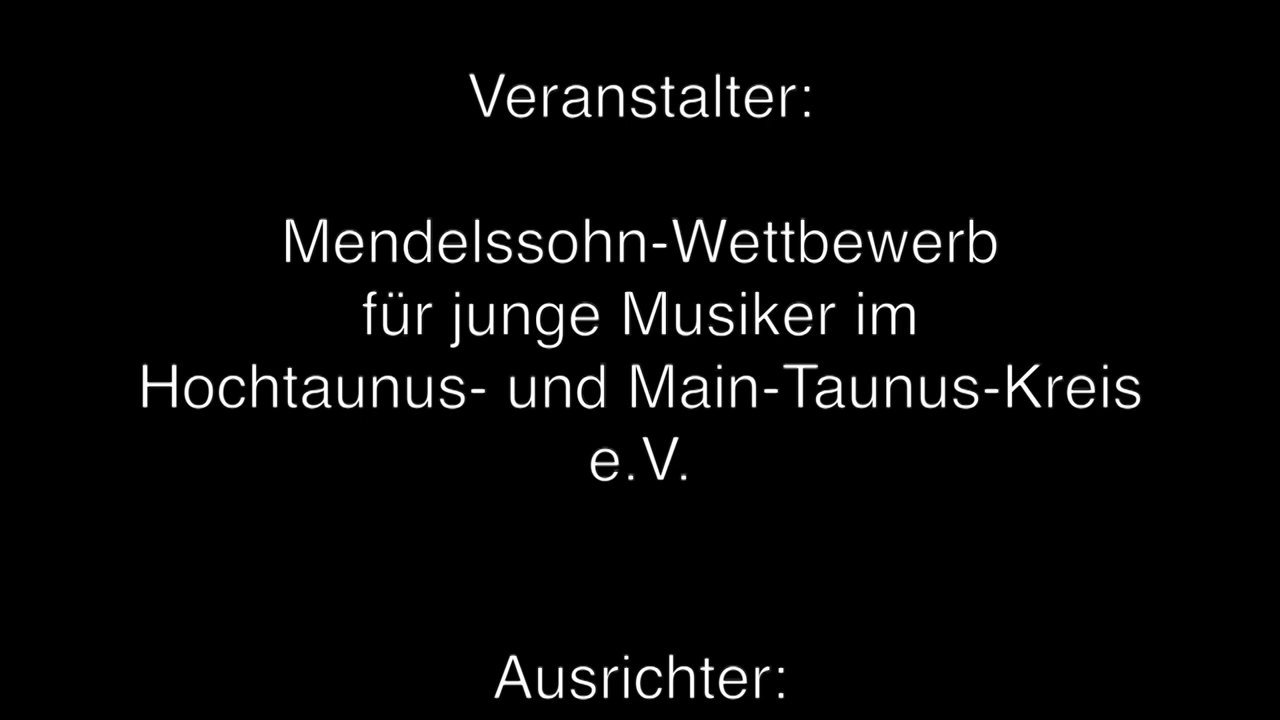 Veranstalter:
Mendelssohn-Wettbewerb
für junge Musiker im
Hochtaunus- und Main-Taunus-Kreis
e.V.
Ausrichter: